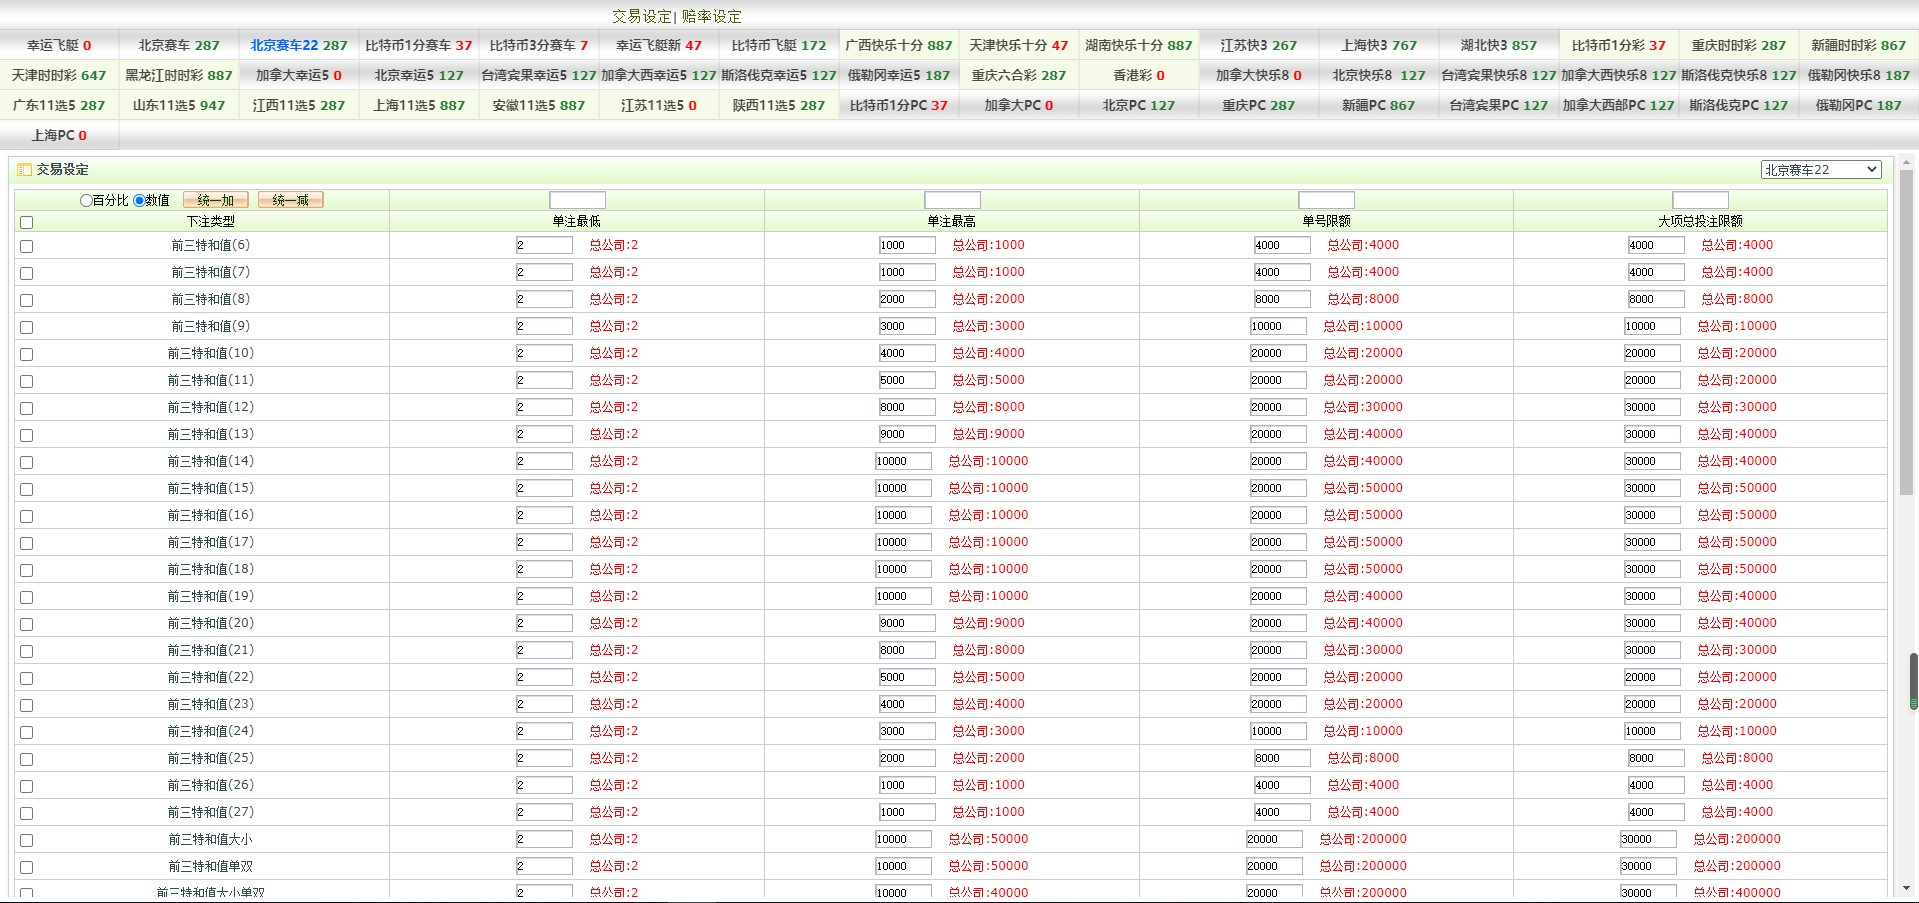 交易设定| 赔率设定
幸运飞艇 0 北京赛车 287 北京赛车22 287 比特币1分赛车 37 比特币3分赛车 7 幸运飞艇新 47 比特币飞艇 172 广西快乐十分 887 天津快乐十分 47 湖南快乐十分 887 江苏快3 267 上海快3 767 湖北快3 857 比特币1分彩 37 重庆时时彩 287 新疆时时彩 867
天津时时彩 647 黑龙江时时彩 887 加拿大幸运5 0 北京幸运5 127 台湾宾果幸运5 127 加拿大西幸运5 127 斯洛伐克幸运5 127 俄勒冈幸运5 187 重庆六合彩 287 香港彩 0 加拿大快乐8 0 北京快乐8 127 台湾宾果快乐8 127 加拿大西快乐8 127 斯洛伐克快乐8 127 俄勒冈快乐8 187
广东11选5 287 山东11选5 947 江西11选5 287 上海11选5 887 安徽11选5 887 江苏11选5 0 陕西11选5 287 比特币1分PC 37 加拿大PC 0 北京PC 127 重庆PC 287 新疆PC 867 台湾宾果PC 127 加拿大西部PC 127 斯洛伐克PC 127 俄勒冈PC 187
上海PC 0
交易设定 北京赛车22
百分比 数值 统一加 统一减
下注类型 单注最低 单注最高 单号限额 大项总投注限额
前三特和值(6) 2 总公司:2 1000 总公司:1000 4000 总公司:4000 4000 总公司:4000
前三特和值(7) 2 总公司:2 1000 总公司:1000 4000 总公司:4000 4000 总公司:4000
前三特和值(8) 2 总公司:2 2000 总公司:2000 8000 总公司:8000 8000 总公司:8000
前三特和值(9) 2 总公司:2 3000 总公司:3000 10000 总公司:10000 10000 总公司:10000
前三特和值(10) 2 总公司:2 4000 总公司:4000 20000 总公司:20000 20000 总公司:20000
前三特和值(11) 2 总公司:2 5000 总公司:5000 20000 总公司:20000 20000 总公司:20000
前三特和值(12) 2 总公司:2 8000 总公司:8000 20000 总公司:30000 30000 总公司:30000
前三特和值(13) 2 总公司:2 9000 总公司:9000 20000 总公司:40000 30000 总公司:40000
前三特和值(14) 2 总公司:2 10000 总公司:10000 20000 总公司:40000 30000 总公司:40000
前三特和值(15) 2 总公司:2 10000 总公司:10000 20000 总公司:50000 30000 总公司:50000
前三特和值(16) 2 总公司:2 10000 总公司:10000 20000 总公司:50000 30000 总公司:50000
前三特和值(17) 2 总公司:2 10000 总公司:10000 20000 总公司:50000 30000 总公司:50000
前三特和值(18) 2 总公司:2 10000 总公司:10000 20000 总公司:50000 30000 总公司:50000
前三特和值(19) 2 总公司:2 10000 总公司:10000 20000 总公司:40000 30000 总公司:40000
前三特和值(20) 2 总公司:2 9000 总公司:9000 20000 总公司:40000 30000 总公司:40000
前三特和值(21) 2 总公司:2 8000 总公司:8000 20000 总公司:30000 30000 总公司:30000
前三特和值(22) 2 总公司:2 5000 总公司:5000 20000 总公司:20000 20000 总公司:20000
前三特和值(23) 2 总公司:2 4000 总公司:4000 20000 总公司:20000 20000 总公司:20000
前三特和值(24) 2 总公司:2 3000 总公司:3000 10000 总公司:10000 10000 总公司:10000
前三特和值(25) 2 总公司:2 2000 总公司:2000 8000 总公司:8000 8000 总公司:8000
前三特和值(26) 2 总公司:2 1000 总公司:1000 4000 总公司:4000 4000 总公司:4000
前三特和值(27) 2 总公司:2 1000 总公司:1000 4000 总公司:4000 4000 总公司:4000
前三特和值大小 2 总公司:2 10000 总公司:50000 20000 总公司:200000 30000 总公司:200000
前三特和值单双 2 总公司:2 10000 总公司:50000 20000 总公司:200000 30000 总公司:200000
前三特和值大小单双 2 总公司:2 10000 总公司:40000 20000 总公司:200000 30000 总公司:400000